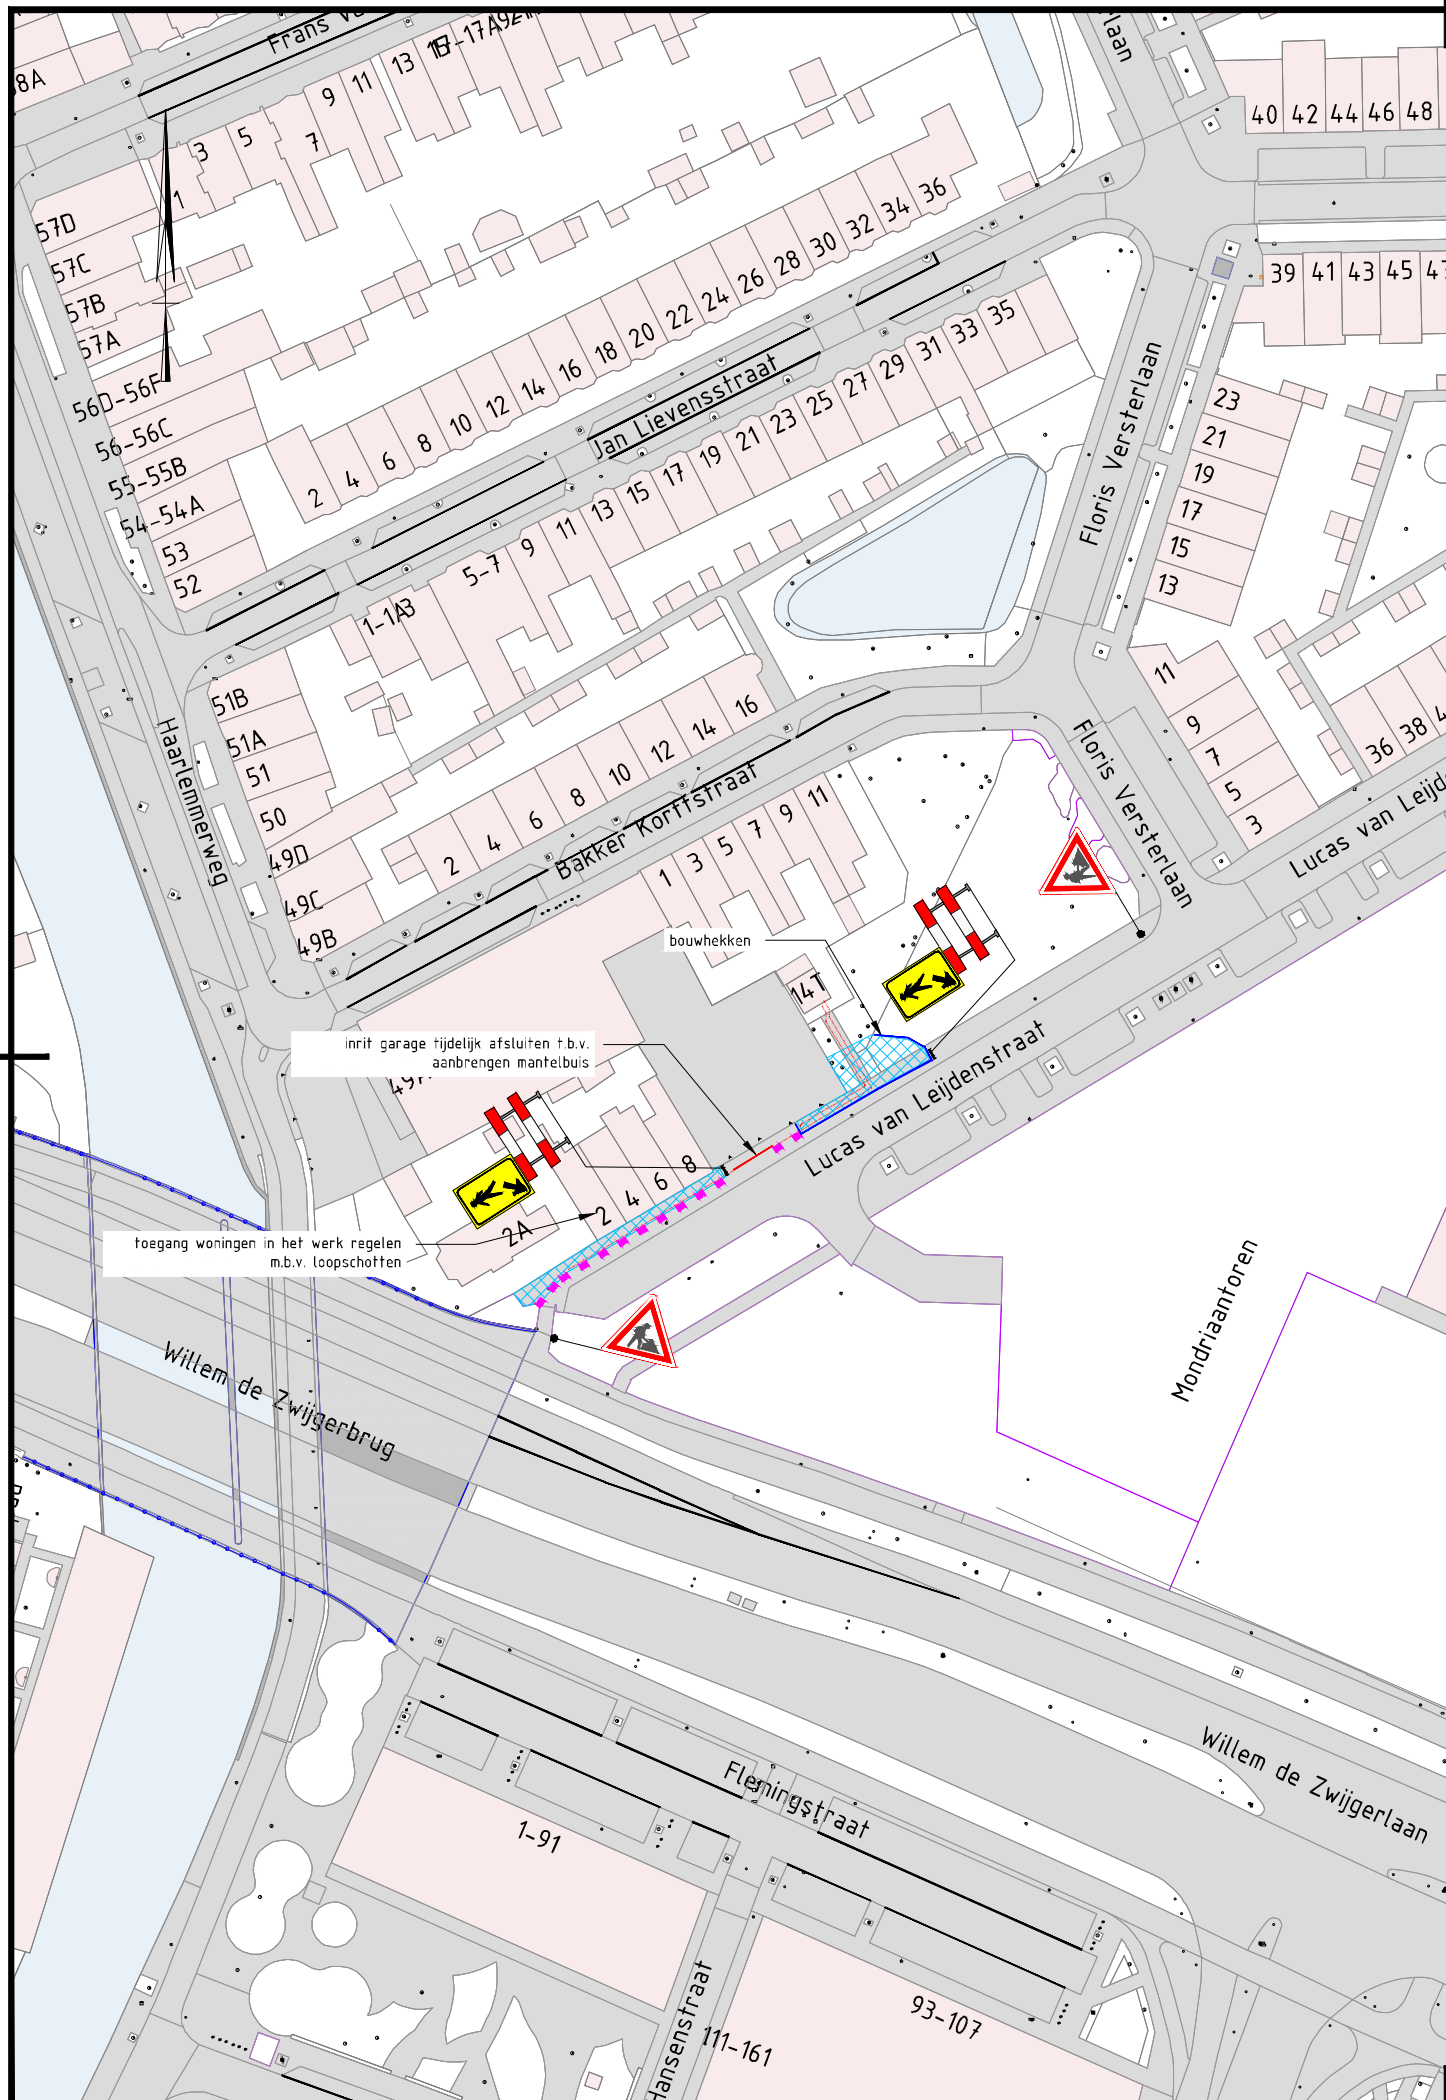 Frans
8A
3
5
7
9
11
13
1
laan
40
42
44
46
48
57D
57C
57B
57A
56D-56F
56-56C
55-55B
54-54A
53
52
2
4
6
8
10
12
14
16
18
20
22
24
26
28
30
32
34
36
Jan Lievensstraat
39
41
43
45
47
1-1A
3
5-7
9
11
13
15
17
19
21
23
25
27
29
31
33
35
Floris Versterlaan
23
21
19
17
15
13
51B
51A
51
50
49D
49C
49B
Haarlemmerweg
2
4
6
8
10
12
14
16
Bakker Korffstraat
1
3
5
7
9
11
Floris Versterlaan
11
9
7
5
3
36
38
Lucas van Leijd
bouwhekken
14T
inrit garage tijdelijk afsluiten t.b.v.
aanbrengen mantelbuis
Lucas van Leijdenstraat
2A
2
4
6
8
toegang woningen in het werk regelen
m.b.v. loopschotten
Mondriaantoren
Willem de Zwijgerbrug
Willem de Zwijgerlaan
Flemingstraat
1-91
93-107
111-161
Hansenstraat